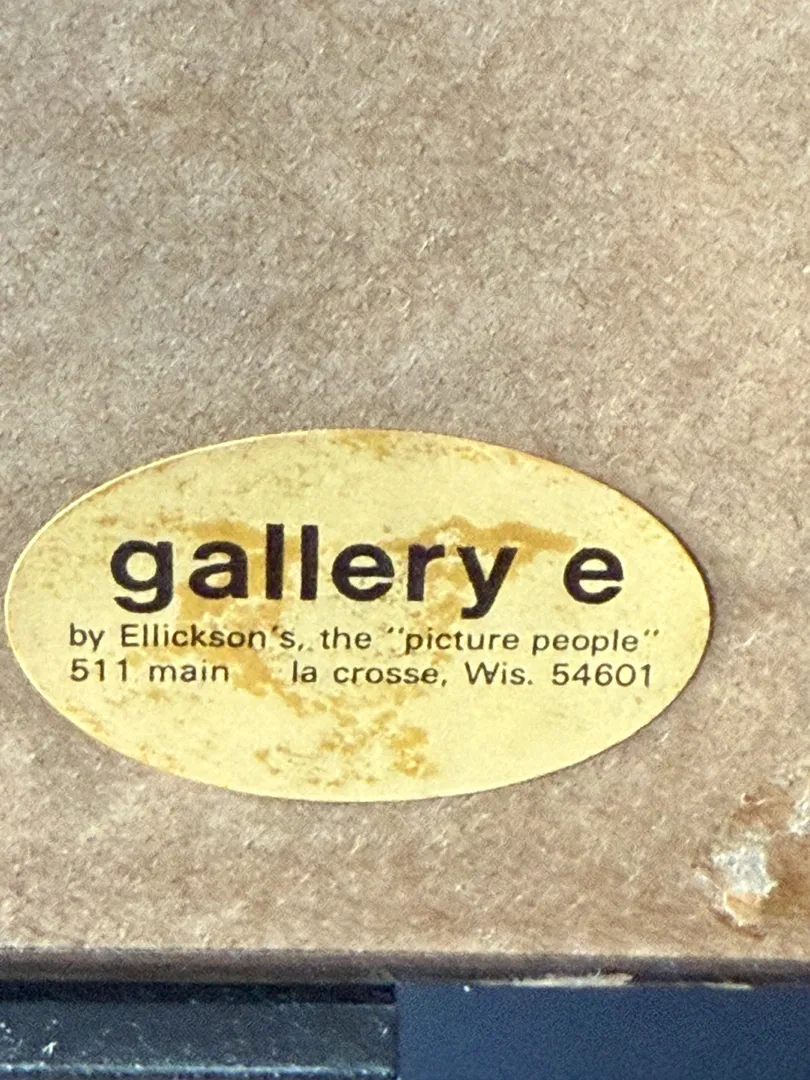 gallery e
by Ellickson's, the "picture people"
511 main la crosse, Wis. 54601